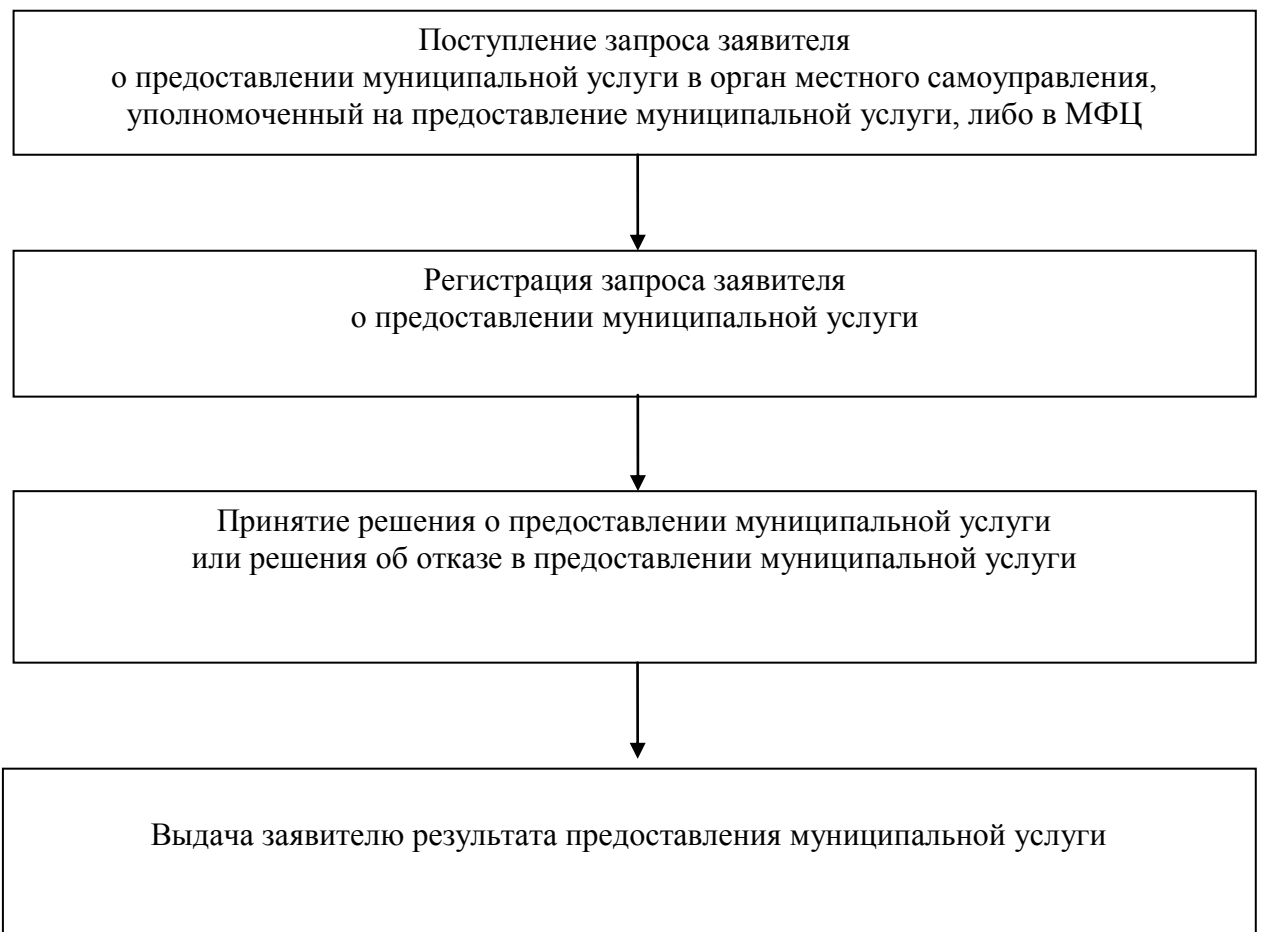 Поступление запроса заявителя
о предоставлении муниципальной услуги в орган местного самоуправления,
уполномоченный на предоставление муниципальной услуги, либо в МФЦ
Регистрация запроса заявителя
о предоставлении муниципальной услуги
Принятие решения о предоставлении муниципальной услуги
или решения об отказе в предоставлении муниципальной услуги
Выдача заявителю результата предоставления муниципальной услуги